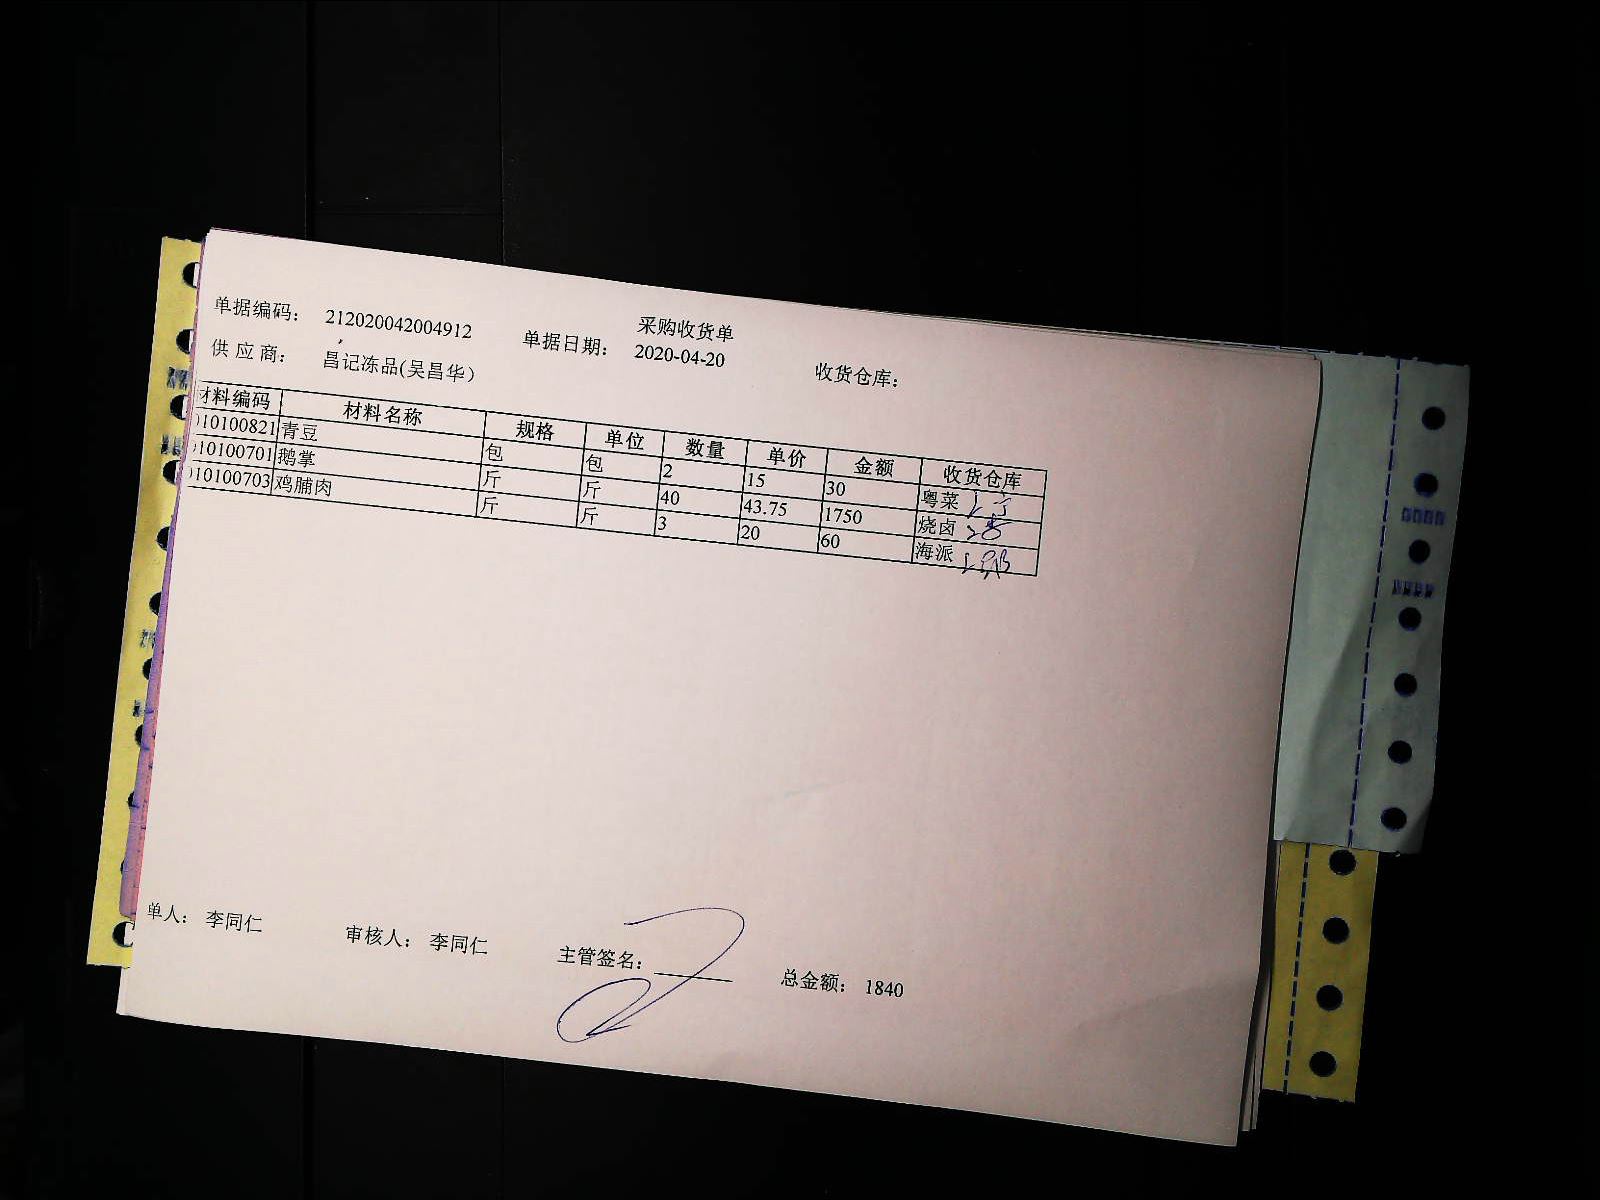 采购收货单
单据编码： 212020042004912 单据日期： 2020-04-20 收货仓库：
供应商： 昌记冻品(吴昌华）
材料编码 材料名称 规格 单位 数量 单价 金额 收货仓库
10100821 青豆 包 包 2 15 30 粤菜
10100701 鹅掌 斤 斤 40 43.75 1750 烧卤
10100703 鸡脯肉 斤 斤 3 20 60 海派
单人： 李同仁 审核人： 李同仁 主管签名： 总金额： 1840